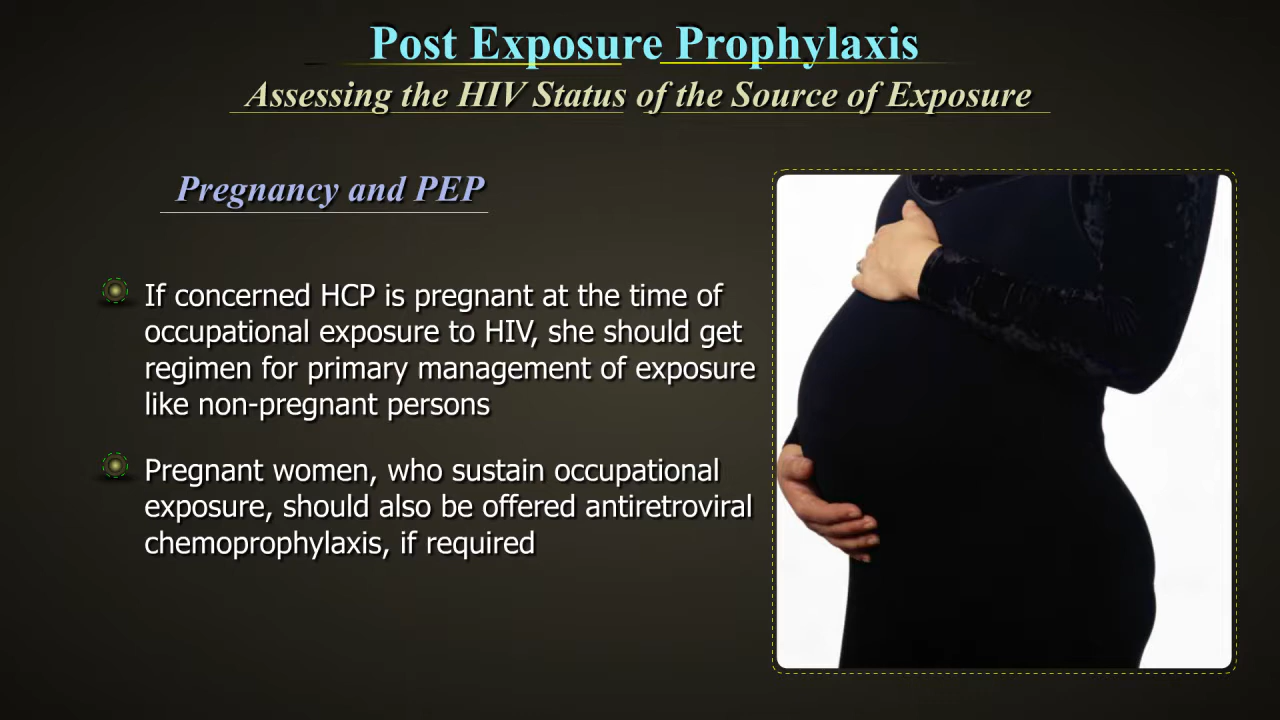 Post Exposure Prophylaxis
Assessing the HIV Status of the Source of Exposure
Pregnancy and PEP
If concerned HCP is pregnant at the time of
occupational exposure to HIV, she should get
regimen for primary management of exposure
like non-pregnant persons
Pregnant women, who sustain occupational
exposure, should also be offered antiretroviral
chemoprophylaxis, if required